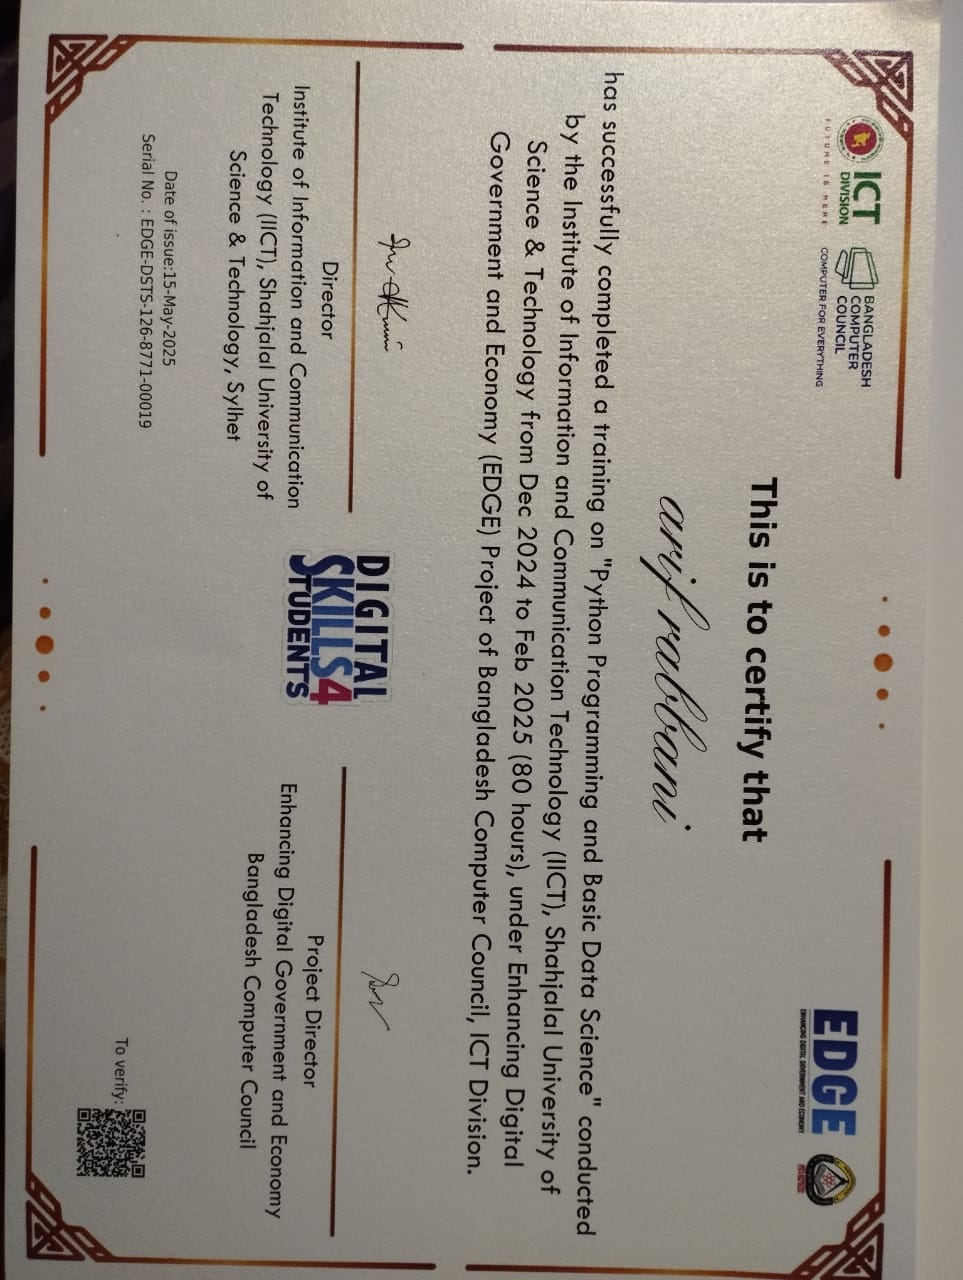 ICT
DIVISION
FUTURE IS HERE
BANGLADESH
COMPUTER
COUNCIL
COMPUTER FOR EVERYTHING
EDGE
ENHANCING DIGITAL GOVERNMENT AND ECONOMY
This is to certify that
arif rabbani
has successfully completed a training on "Python Programming and Basic Data Science" conducted
by the Institute of Information and Communication Technology (IICT), Shahjalal University of
Science & Technology from Dec 2024 to Feb 2025 (80 hours), under Enhancing Digital
Government and Economy (EDGE) Project of Bangladesh Computer Council, ICT Division.
Director
Institute of Information and Communication
Technology (IICT), Shahjalal University of
Science & Technology, Sylhet
DIGITAL
SKILLS4
STUDENTS
Project Director
Enhancing Digital Government and Economy
Bangladesh Computer Council
Date of issue:15-May-2025
Serial No. : EDGE-DSTS-126-8771-00019
To verify: